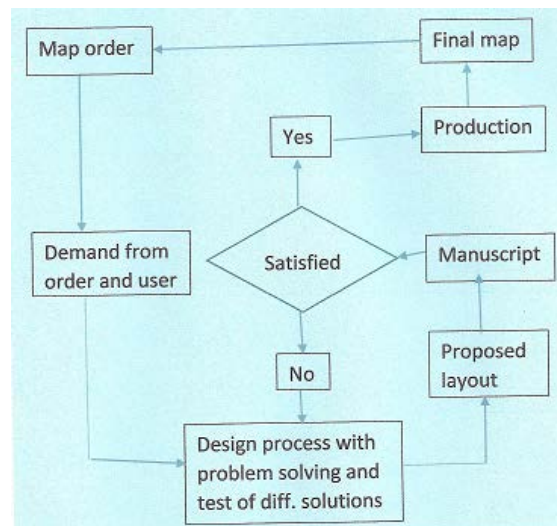 Map order
Final map
Yes
Production
Demand from
order and user
Satisfied
Manuscript
No
Proposed
layout
Design process with
problem solving and
test of diff. solutions